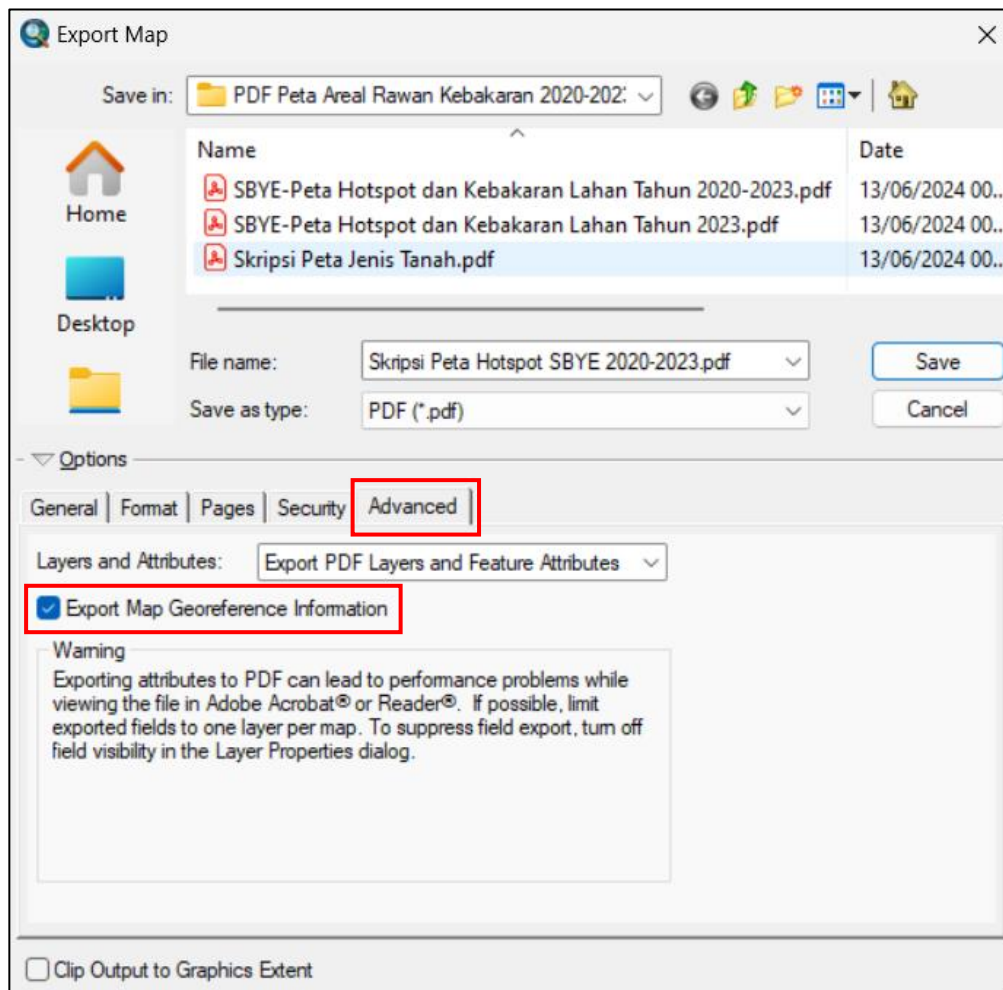 Export Map
Save in: PDF Peta Areal Rawan Kebakaran 2020-202
Name Date
SBYE-Peta Hotspot dan Kebakaran Lahan Tahun 2020-2023.pdf 13/06/2024 00..
SBYE-Peta Hotspot dan Kebakaran Lahan Tahun 2023.pdf 13/06/2024 00..
Skripsi Peta Jenis Tanah.pdf 13/06/2024 00..
Home
Desktop
File name: Skripsi Peta Hotspot SBYE 2020-2023.pdf Save
Save as type: PDF (*.pdf) Cancel
Options
General Format Pages Security Advanced
Layers and Attributes: Export PDF Layers and Feature Attributes
Export Map Georeference Information
Warning
Exporting attributes to PDF can lead to performance problems while
viewing the file in Adobe Acrobat® or Reader®. If possible, limit
exported fields to one layer per map. To suppress field export, turn off
field visibility in the Layer Properties dialog.
Clip Output to Graphics Extent